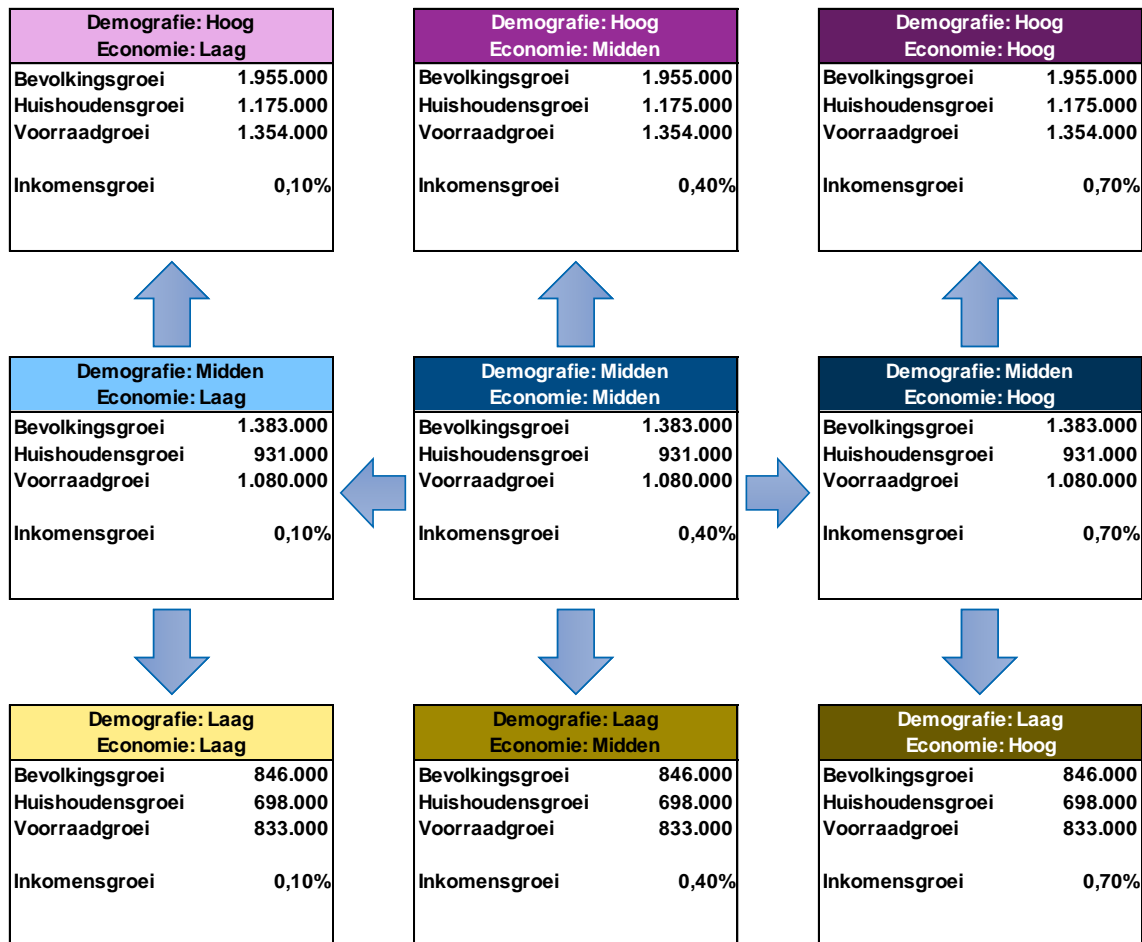 Demografie: Hoog
Economie: Laag
Bevolkingsgroei 1.955.000
Huishoudensgroei 1.175.000
Voorraadgroei 1.354.000
Inkomensgroei 0,10%
Demografie: Hoog
Economie: Midden
Bevolkingsgroei 1.955.000
Huishoudensgroei 1.175.000
Voorraadgroei 1.354.000
Inkomensgroei 0,40%
Demografie: Hoog
Economie: Hoog
Bevolkingsgroei 1.955.000
Huishoudensgroei 1.175.000
Voorraadgroei 1.354.000
Inkomensgroei 0,70%
Demografie: Midden
Economie: Laag
Bevolkingsgroei 1.383.000
Huishoudensgroei 931.000
Voorraadgroei 1.080.000
Inkomensgroei 0,10%
Demografie: Midden
Economie: Midden
Bevolkingsgroei 1.383.000
Huishoudensgroei 931.000
Voorraadgroei 1.080.000
Inkomensgroei 0,40%
Demografie: Midden
Economie: Hoog
Bevolkingsgroei 1.383.000
Huishoudensgroei 931.000
Voorraadgroei 1.080.000
Inkomensgroei 0,70%
Demografie: Laag
Economie: Laag
Bevolkingsgroei 846.000
Huishoudensgroei 698.000
Voorraadgroei 833.000
Inkomensgroei 0,10%
Demografie: Laag
Economie: Midden
Bevolkingsgroei 846.000
Huishoudensgroei 698.000
Voorraadgroei 833.000
Inkomensgroei 0,40%
Demografie: Laag
Economie: Hoog
Bevolkingsgroei 846.000
Huishoudensgroei 698.000
Voorraadgroei 833.000
Inkomensgroei 0,70%